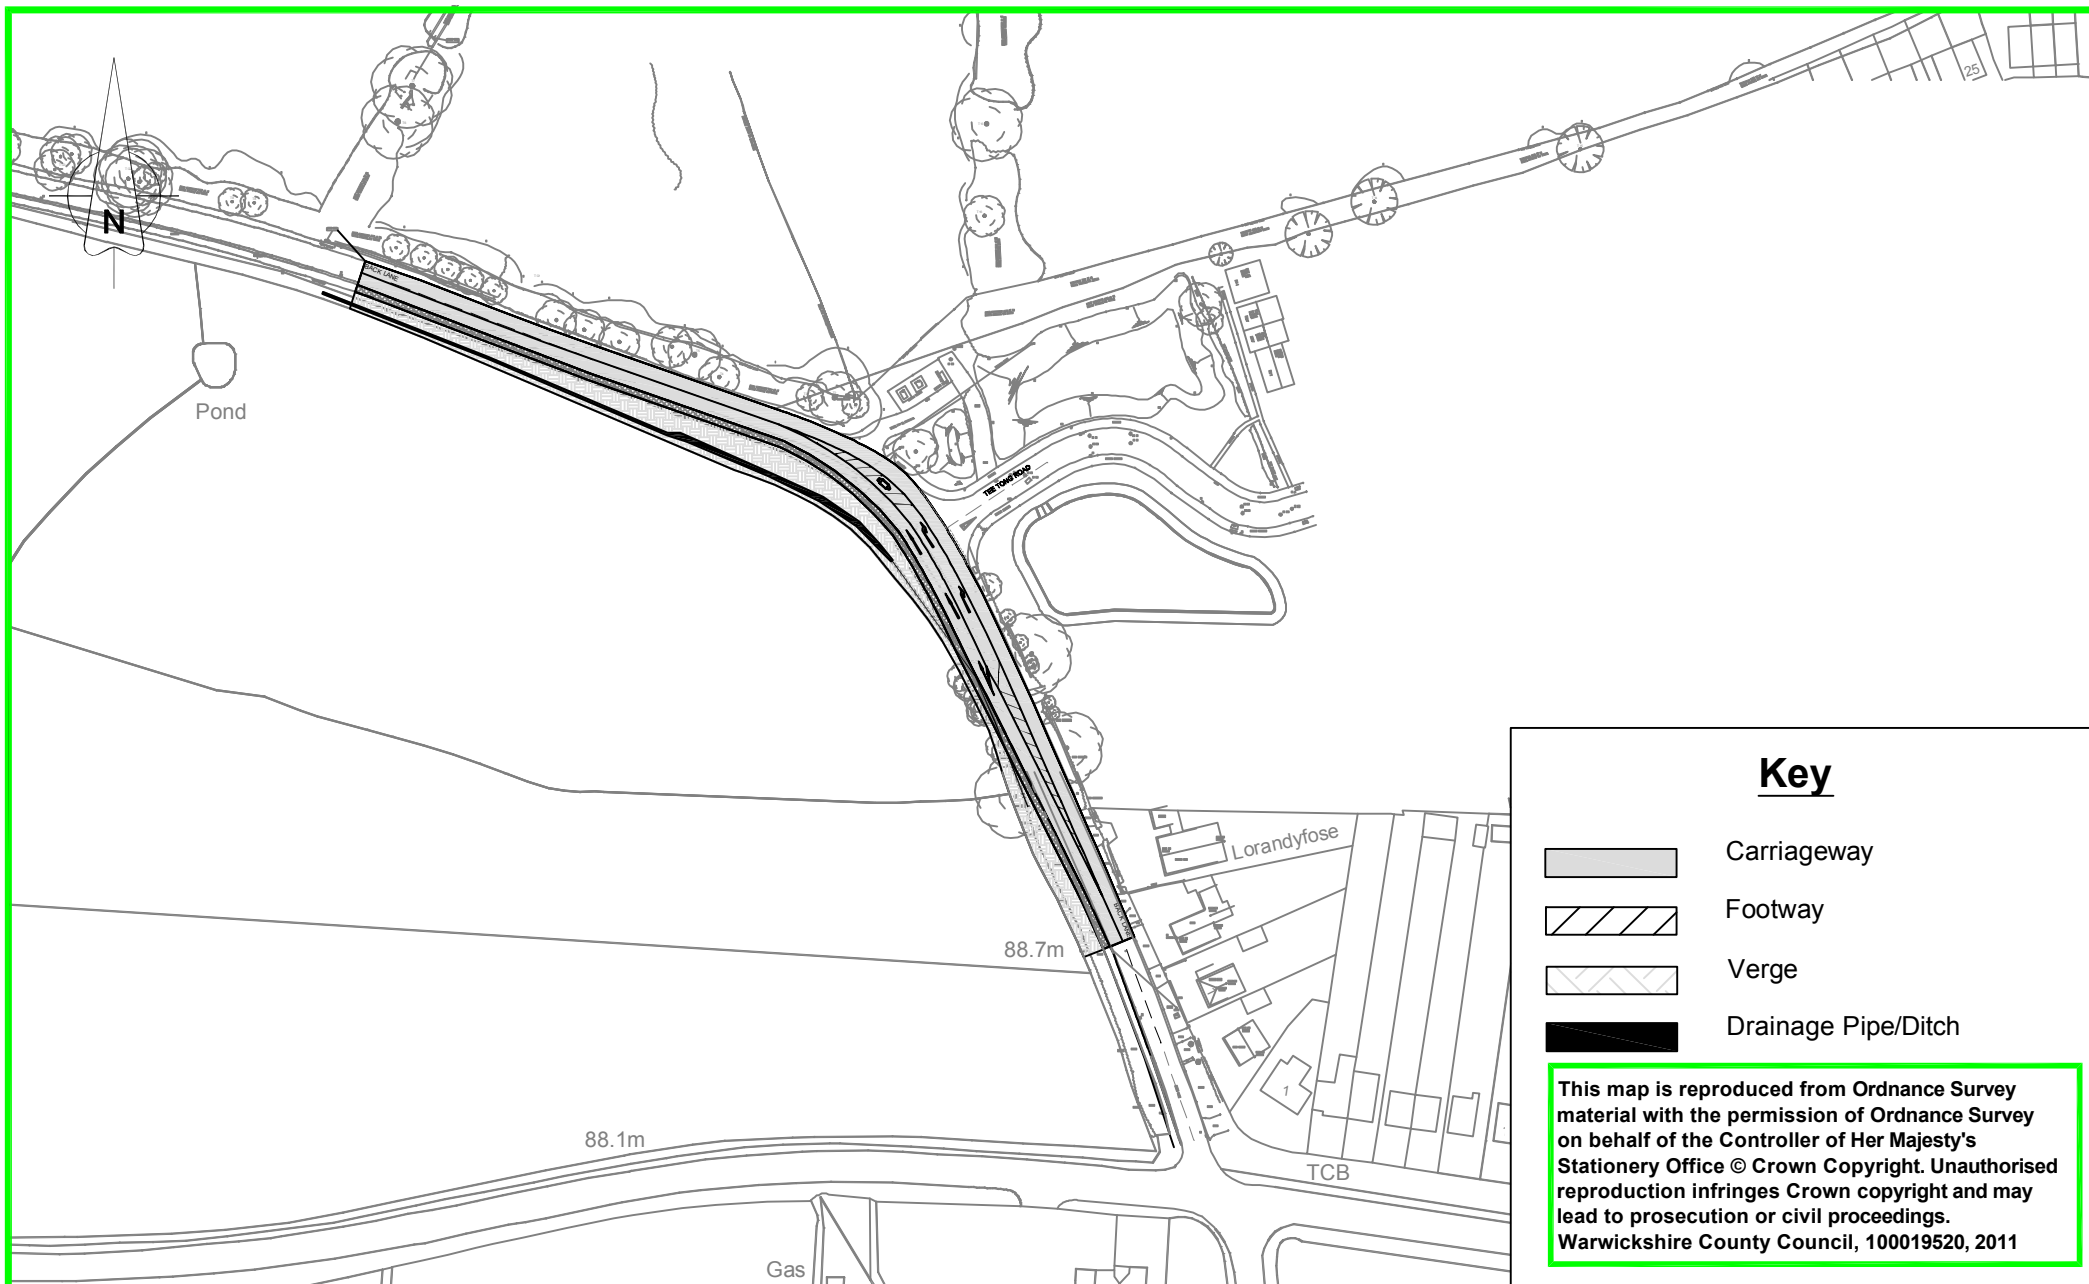 25
N
BACK LANE
Pond
TEE TONG ROAD
Key
Carriageway
Lorandyfose
Footway
BACK LANE
88.7m
Verge
Drainage Pipe/Ditch
1
This map is reproduced from Ordnance Survey
material with the permission of Ordnance Survey
on behalf of the Controller of Her Majesty's
Stationery Office © Crown Copyright. Unauthorised
reproduction infringes Crown copyright and may
lead to prosecution or civil proceedings.
Warwickshire County Council, 100019520, 2011
88.1m
TCB
Gas